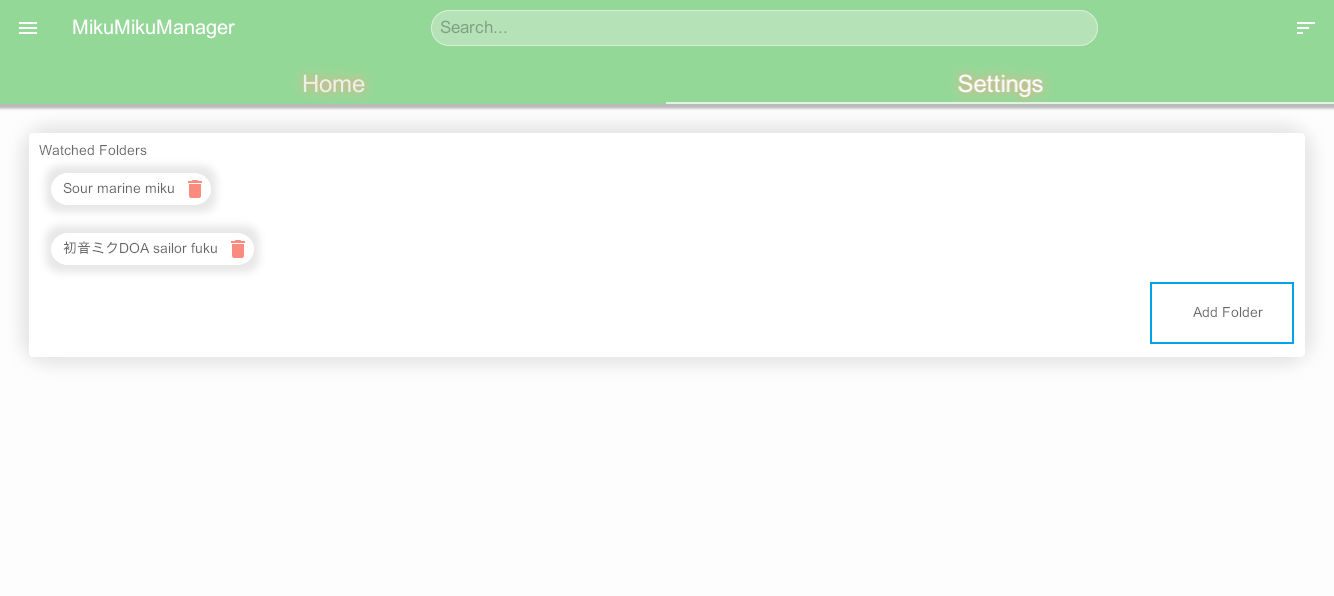 MikuMikuManager
Search...
Home
Settings
Watched Folders
Sour marine miku
初音ミクDOA sailor fuku
Add Folder